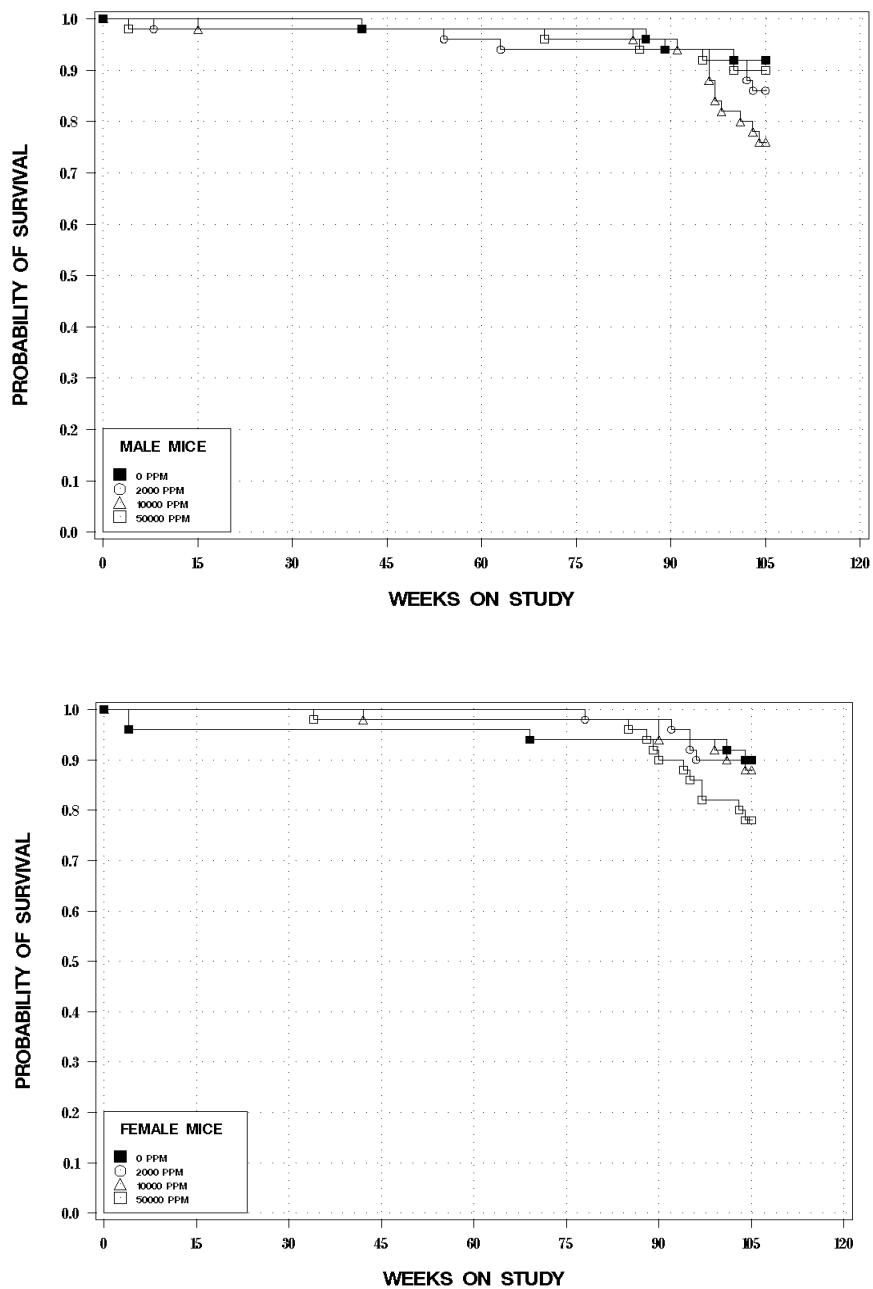 PROBABILITY OF SURVIVAL
1.0
0.9
0.8
0.7
0.6
0.5
0.4
0.3
0.2
0.1
0.0
MALE MICE
0 PPM
2000 PPM
10000 PPM
50000 PPM
0 15 30 45 60 75 90 105 120
WEEKS ON STUDY
PROBABILITY OF SURVIVAL
1.0
0.9
0.8
0.7
0.6
0.5
0.4
0.3
0.2
0.1
0.0
FEMALE MICE
0 PPM
2000 PPM
10000 PPM
50000 PPM
0 15 30 45 60 75 90 105 120
WEEKS ON STUDY